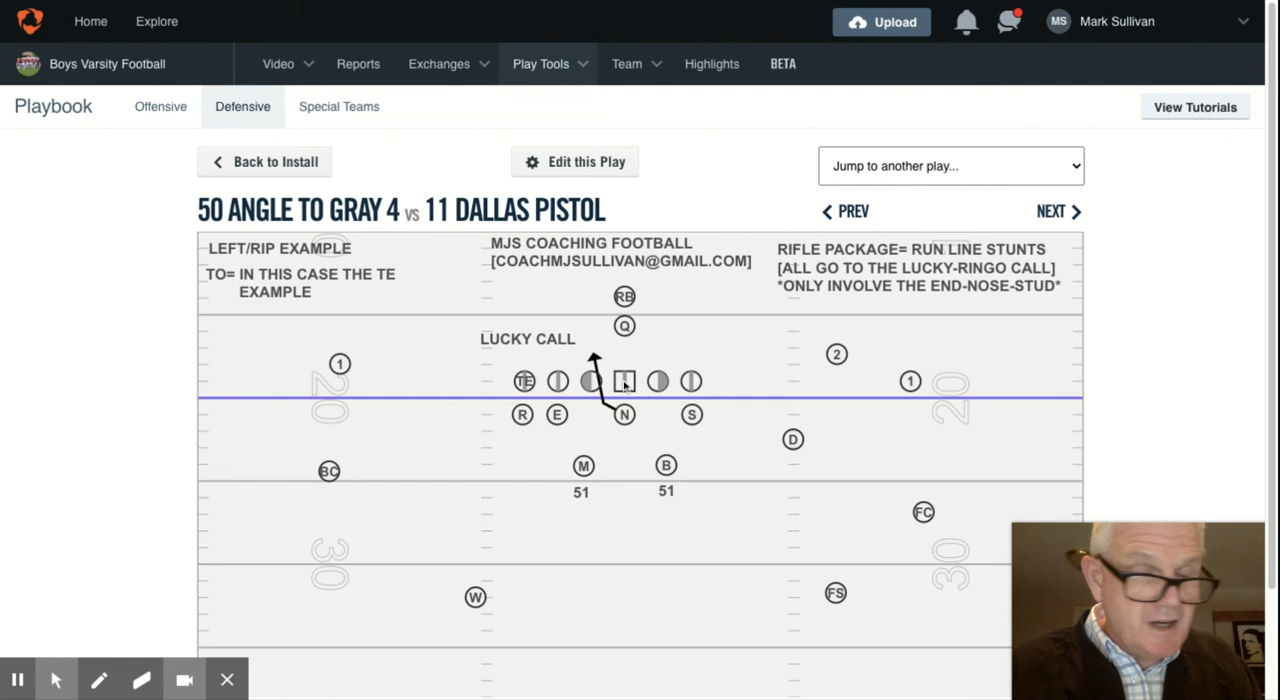 Home Explore Upload MS Mark Sullivan
Boys Varsity Football Video Reports Exchanges Play Tools Team Highlights BETA
Playbook Offensive Defensive Special Teams View Tutorials
Back to Install Edit this Play Jump to another play...
50 ANGLE TO GRAY 4 VS 11 DALLAS PISTOL PREV NEXT
LEFT/RIP EXAMPLE
TO= IN THIS CASE THE TE
EXAMPLE
MJS COACHING FOOTBALL
[COACHMJSULLIVAN@GMAIL.COM]
RIFLE PACKAGE= RUN LINE STUNTS
[ALL GO TO THE LUCKY-RINGO CALL]
*ONLY INVOLVE THE END-NOSE-STUD*
RB
Q
LUCKY CALL
1 2
TE 1
20 20
R E N S
D
BC M B
51 51
FC
30 30
W FS